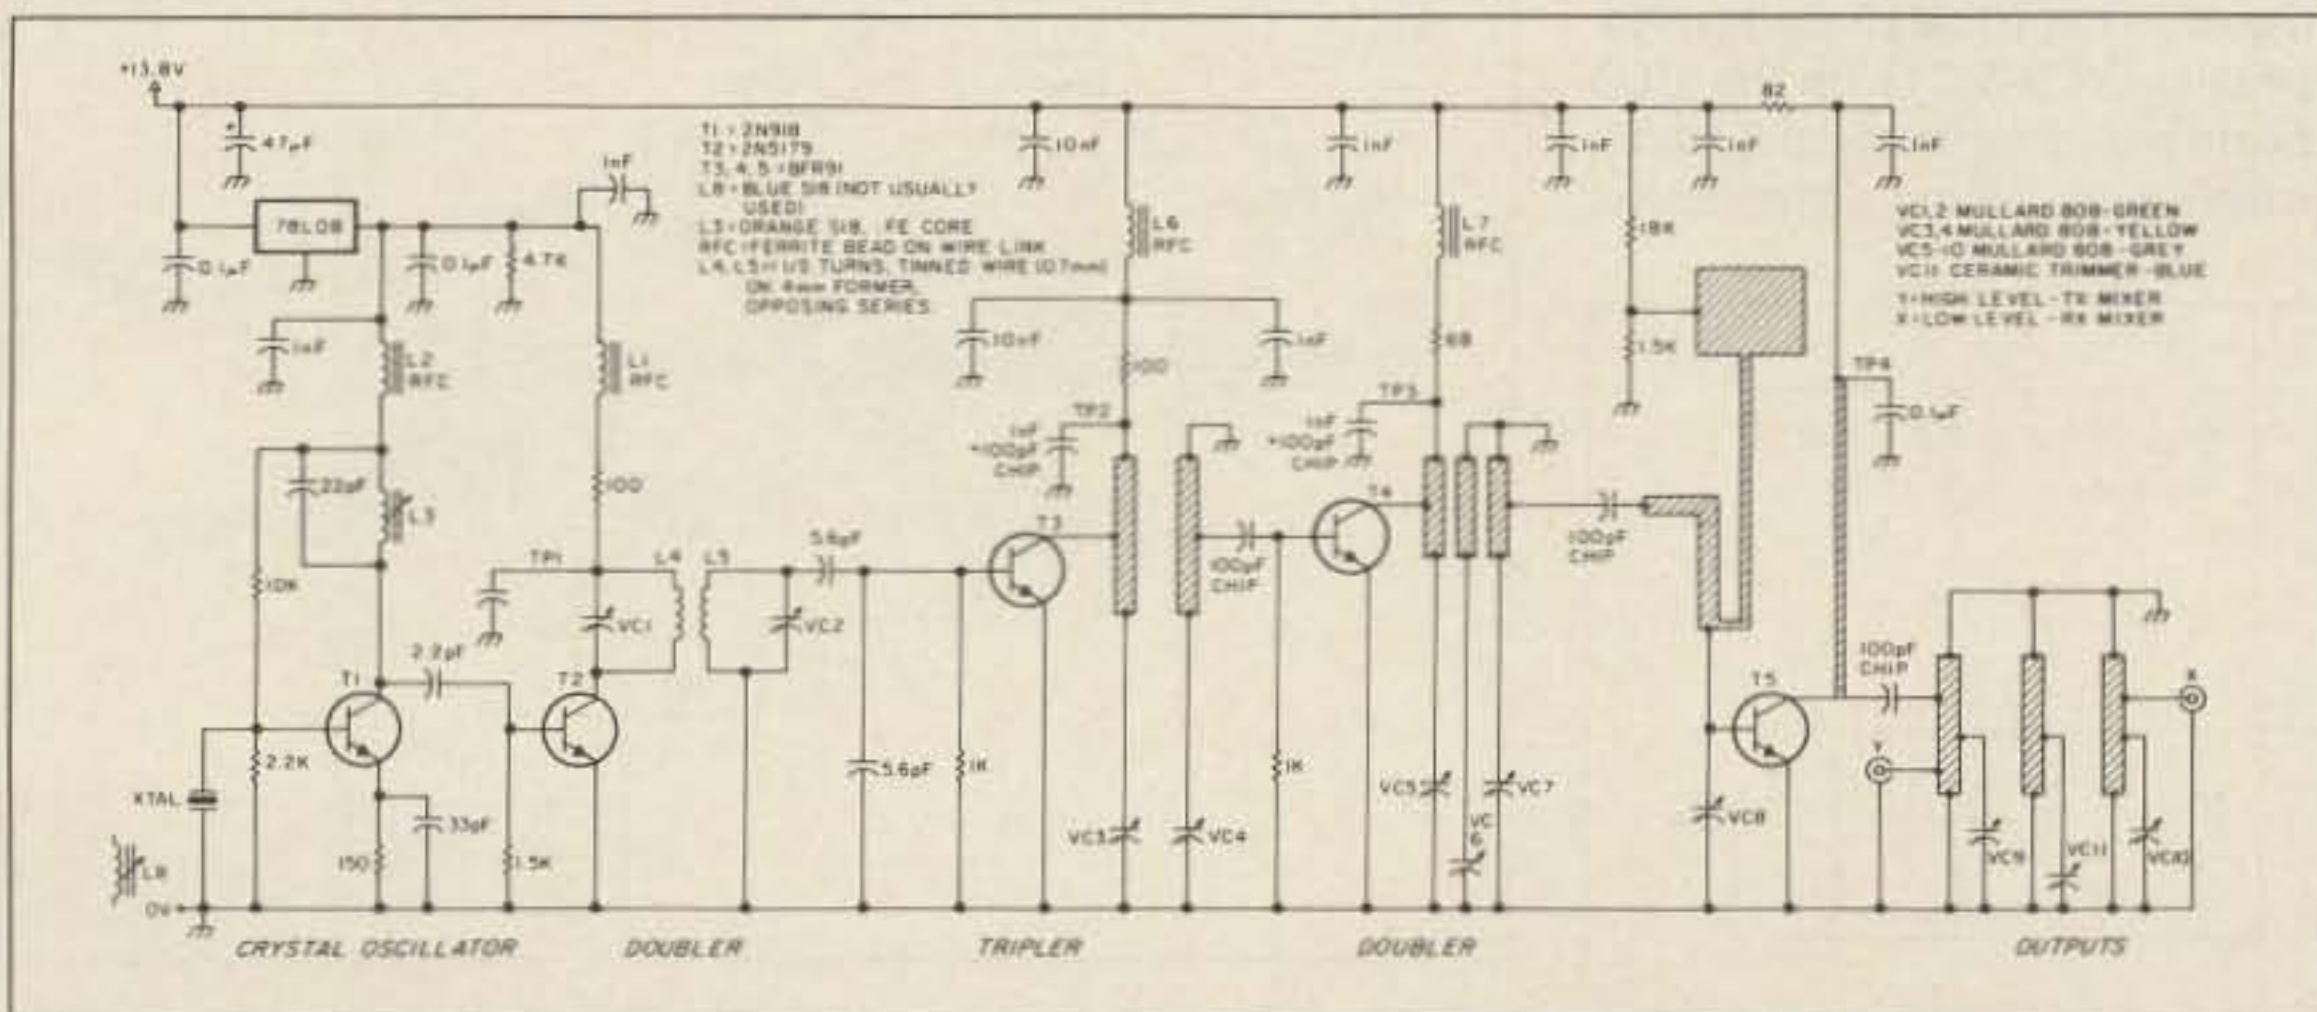 +13.8V
47µF
0.1µF
78L08
0.1µF
4.7K
1nF
T1 = 2N918
T2 = 2N5179
T3, 4, 5 = BFR91
L8 = BLUE S18 (NOT USUALLY
USED)
L3 = ORANGE S18, FE CORE
RFC = FERRITE BEAD ON WIRE LINK
TURNS, TINNED WIRE (0.7mm)
ON 4mm FORMER,
OPPOSING SERIES
10nF
1nF
1nF
1nF
82
1nF
VC1,2 MULLARD 808-GREEN
VC3,4 MULLARD 808-YELLOW
VC5-10 MULLARD 808-GREY
VC11 CERAMIC TRIMMER-BLUE
Y=HIGH LEVEL-TX MIXER
X=LOW LEVEL-RX MIXER
1nF
L2
RFC
L1
RFC
L6
RFC
L7
RFC
18K
1.5K
10nF
1nF
100
68
TP2
1nF
+100pF
CHIP
TP3
1nF
+100pF
CHIP
TP4
0.1µF
22pF
L3
10K
100
TP1
VC1
L4
L5
VC2
5.6pF
5.6pF
1K
T3
100pF
CHIP
T4
1K
100pF
CHIP
2.2pF
T1
T2
2.2K
XTAL
L8
0V
150
33pF
1.5K
VC3
VC4
VC5
VC
6
VC7
VC8
T5
100pF
CHIP
Y
X
VC9
VC11
VC10
CRYSTAL OSCILLATOR
DOUBLER
TRIPLER
DOUBLER
OUTPUTS